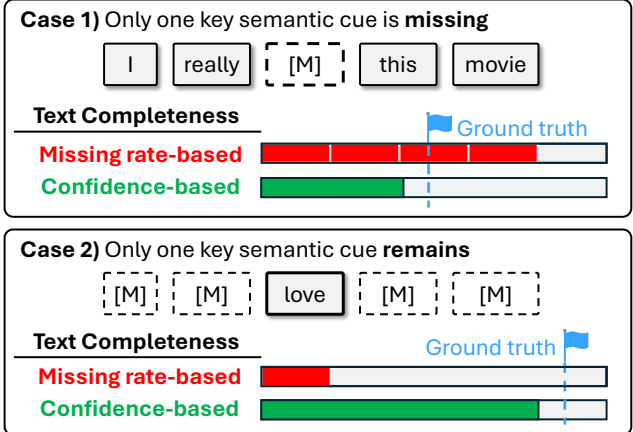 Case 1) Only one key semantic cue is missing
I really [M] this movie
Text Completeness
Ground truth
Missing rate-based
Confidence-based
Case 2) Only one key semantic cue remains
[M] [M] love [M] [M]
Text Completeness
Ground truth
Missing rate-based
Confidence-based